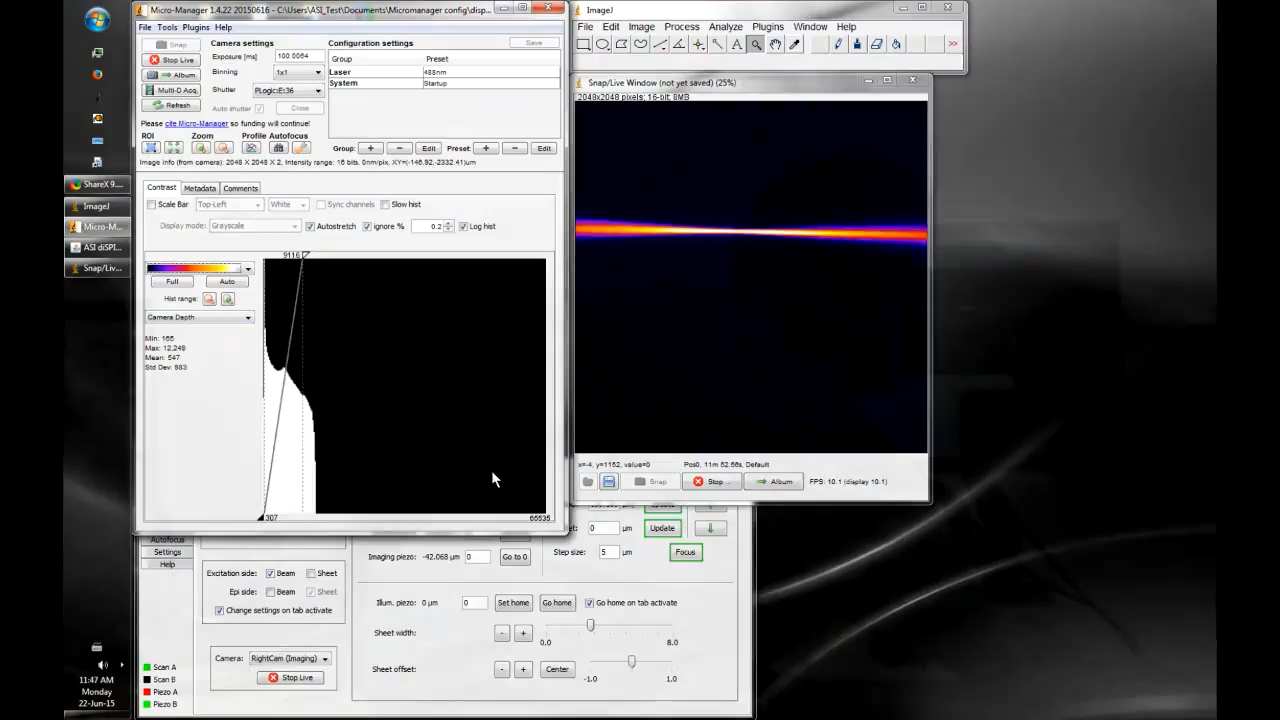 Micro-Manager 1.4.22 20150616 - C:\Users\ASI_Test\Documents\Micromanager config\disp...
File Tools Plugins Help
Snap
Stop Live
Album
Multi-D Acq.
Refresh
Camera settings
Exposure [ms] 100.0064
Binning 1x1
Shutter PLogic:E:36
Auto shutter Close
Configuration settings
Save
Group Preset
Laser 488nm
System Startup
Please cite Micro-Manager so funding will continue!
ROI Zoom Profile Autofocus
Group: + - Edit Preset: + - Edit
Image info (from camera): 2048 X 2048 X 2, Intensity range: 16 bits, 0nm/pix, XY=(-146.92,-2332.41)um
Contrast Metadata Comments
Scale Bar Top-Left White Sync channels Slow hist
Display mode: Grayscale Autostretch ignore % 0.2 Log hist
9116
Full Auto
Hist range:
Camera Depth
Min: 165
Max: 12,249
Mean: 547
Std Dev: 883
307 65535
ImageJ
File Edit Image Process Analyze Plugins Window Help
>>
Snap/Live Window (not yet saved) (25%)
2048x2048 pixels; 16-bit; 8MB
x=-4, y=1152, value=0 Pos0, 11m 52.56s, Default
Snap Stop ... Album FPS: 10.1 (display 10.1)
ShareX 9....
ImageJ
Micro-M...
ASI diSPI...
Snap/Liv...
11:47 AM
Monday
22-Jun-15
Autofocus
Settings
Help
0 µm Update
Step size: 5 µm Focus
Imaging piezo: -42.068 µm 0 Go to 0
Excitation side: Beam Sheet
Epi side: Beam Sheet
Change settings on tab activate
Illum. piezo: 0 µm 0 Set home Go home Go home on tab activate
Sheet width: - +
0.0 8.0
Sheet offset: - + Center
-1.0 1.0
Camera: RightCam (Imaging)
Stop Live
Scan A
Scan B
Piezo A
Piezo B